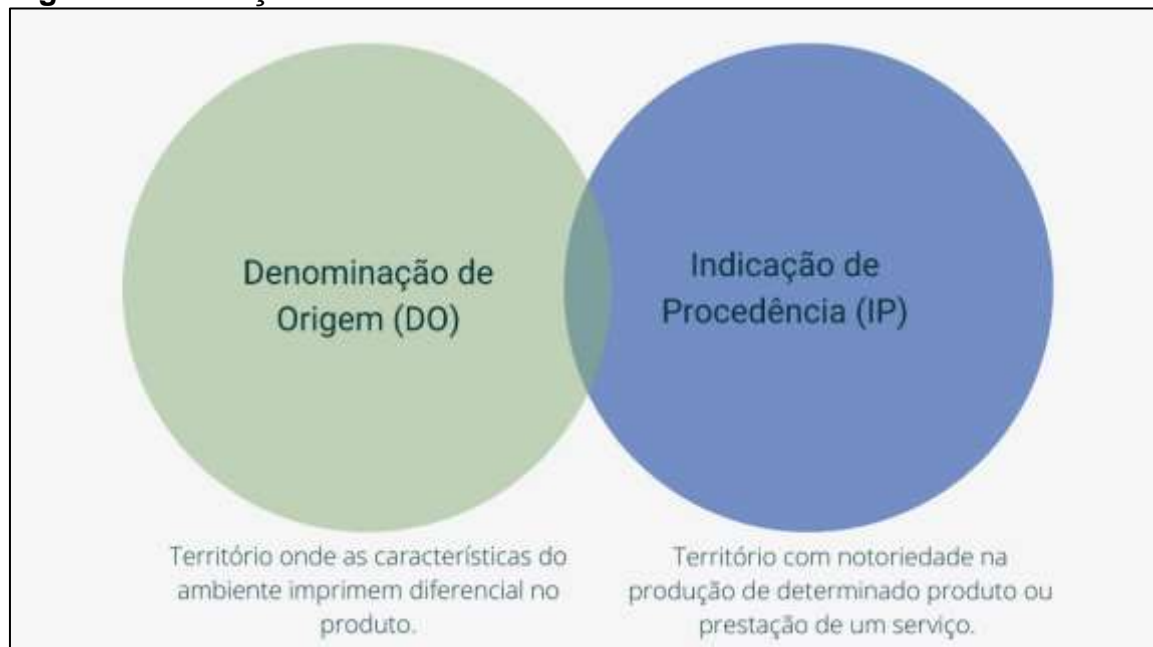 Denominação de
Origem (DO)
Indicação de
Procedência (IP)
Território onde as características do
ambiente imprimem diferencial no
produto.
Território com notoriedade na
produção de determinado produto ou
prestação de um serviço.